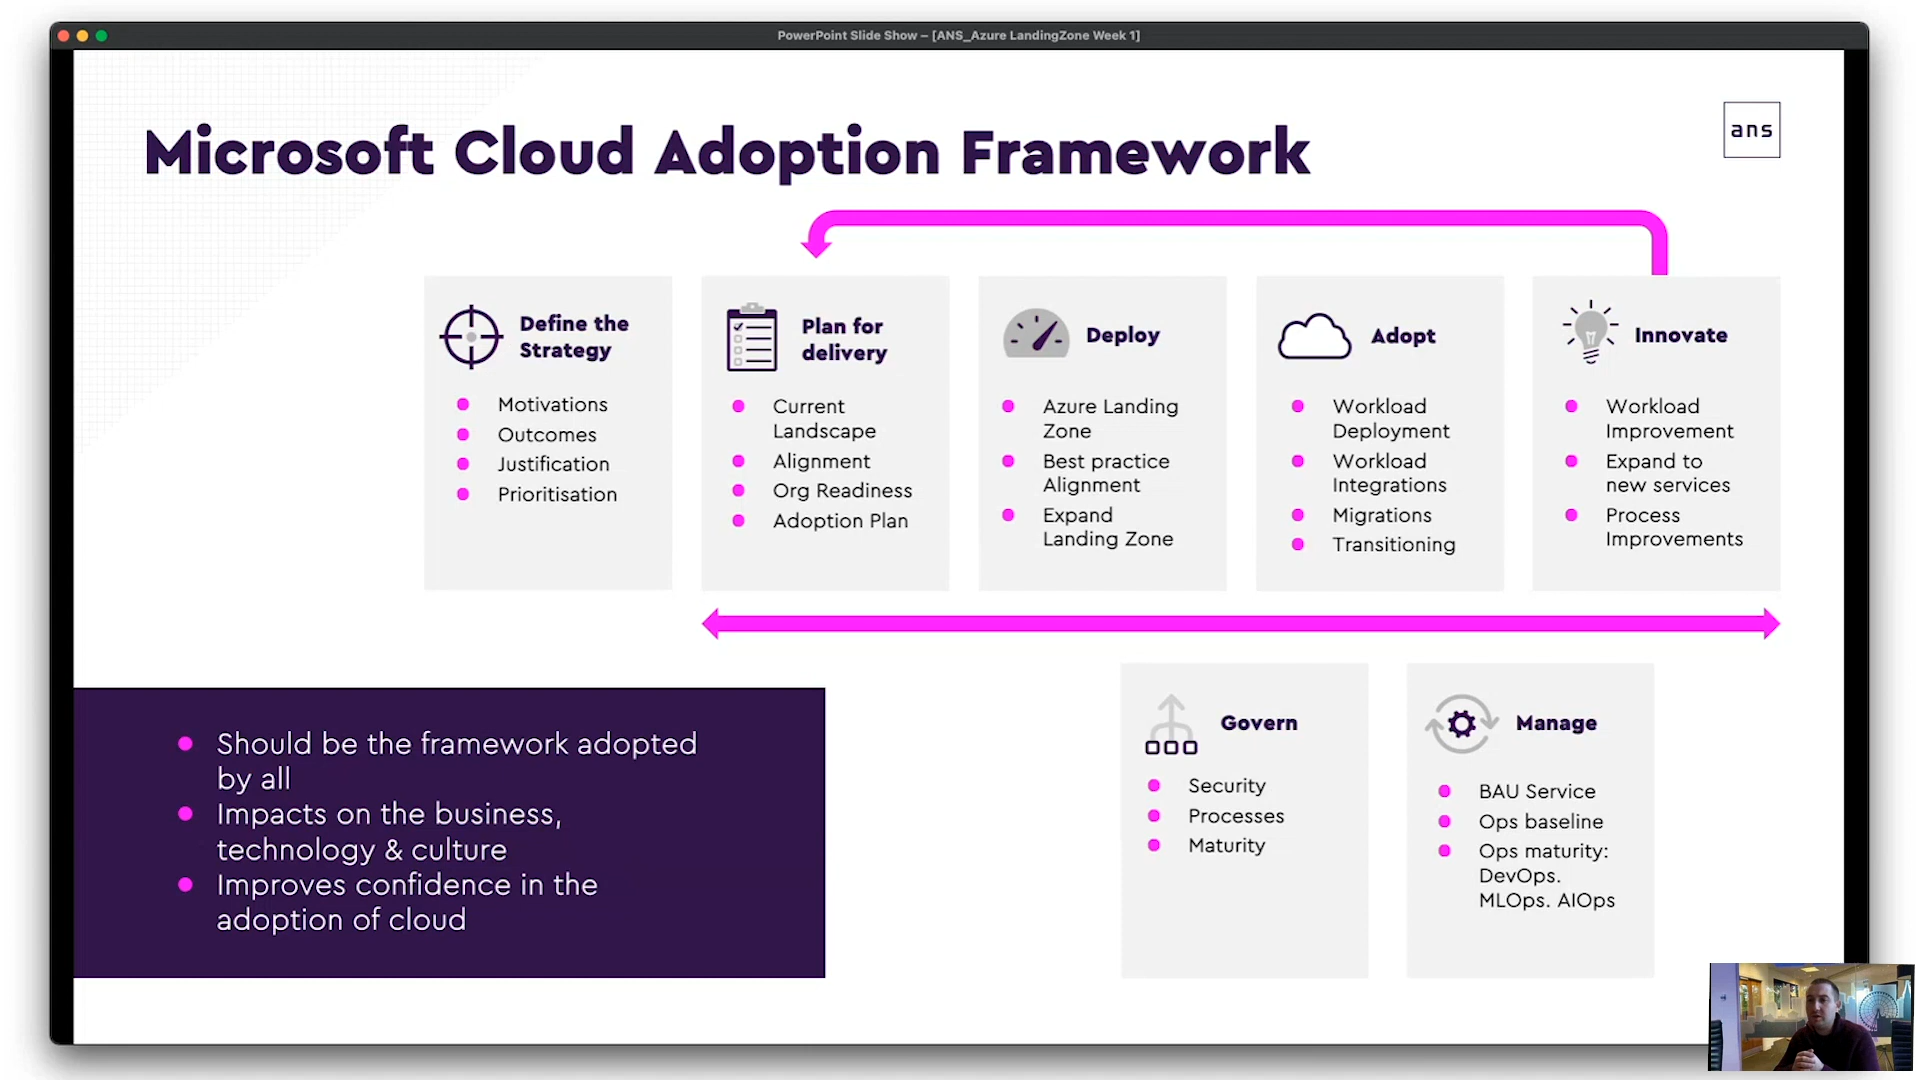 PowerPoint Slide Show – [ANS_Azure LandingZone Week 1]
Microsoft Cloud Adoption Framework
ans
Define the
Strategy
Motivations
Outcomes
Justification
Prioritisation
Plan for
delivery
Current
Landscape
Alignment
Org Readiness
Adoption Plan
Deploy
Azure Landing
Zone
Best practice
Alignment
Expand
Landing Zone
Adopt
Workload
Deployment
Workload
Integrations
Migrations
Transitioning
Innovate
Workload
Improvement
Expand to
new services
Process
Improvements
Should be the framework adopted
by all
Impacts on the business,
technology & culture
Improves confidence in the
adoption of cloud
Govern
Security
Processes
Maturity
Manage
BAU Service
Ops baseline
Ops maturity:
DevOps.
MLOps. AIOps